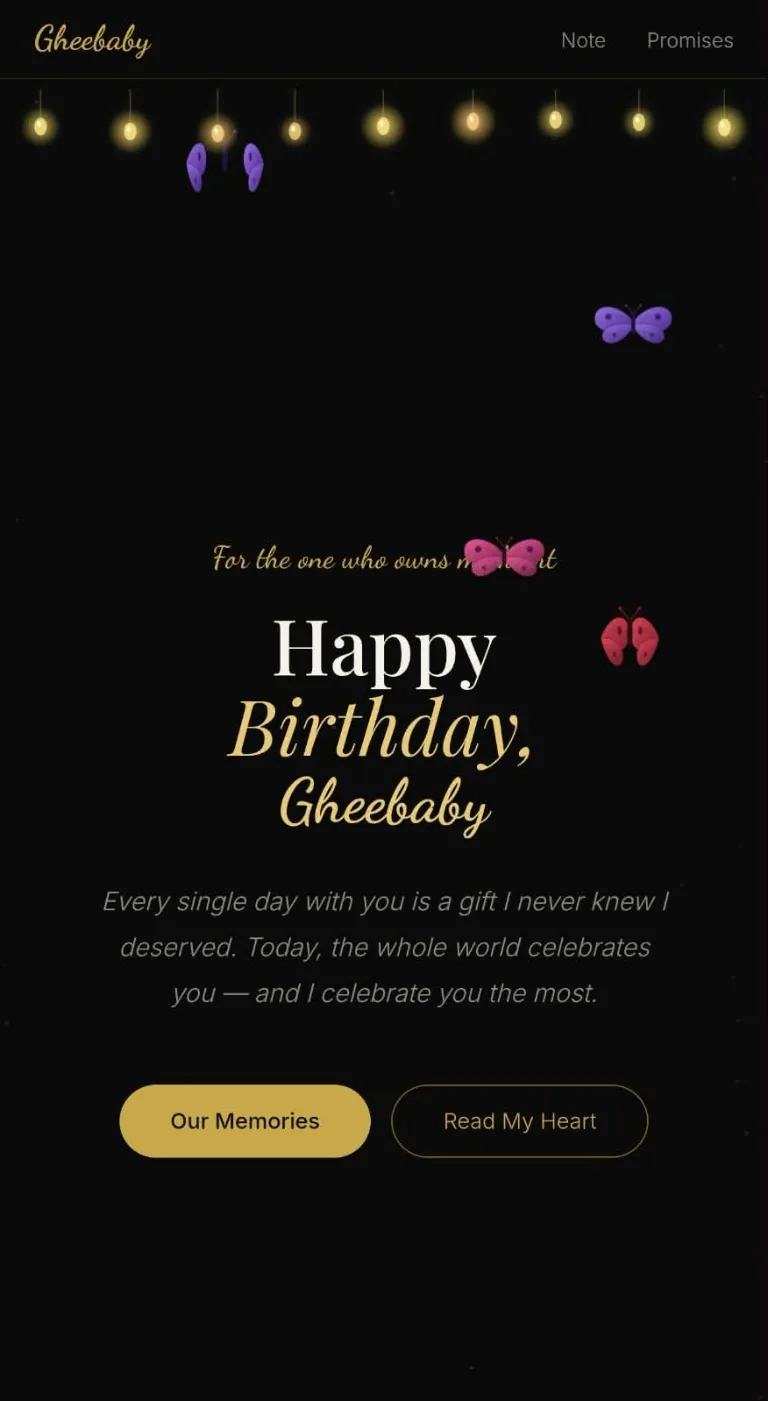 Gheebaby
Note Promises
For the one who owns
Happy
Birthday,
Gheebaby
Every single day with you is a gift I never knew I
deserved. Today, the whole world celebrates
you — and I celebrate you the most.
Our Memories
Read My Heart